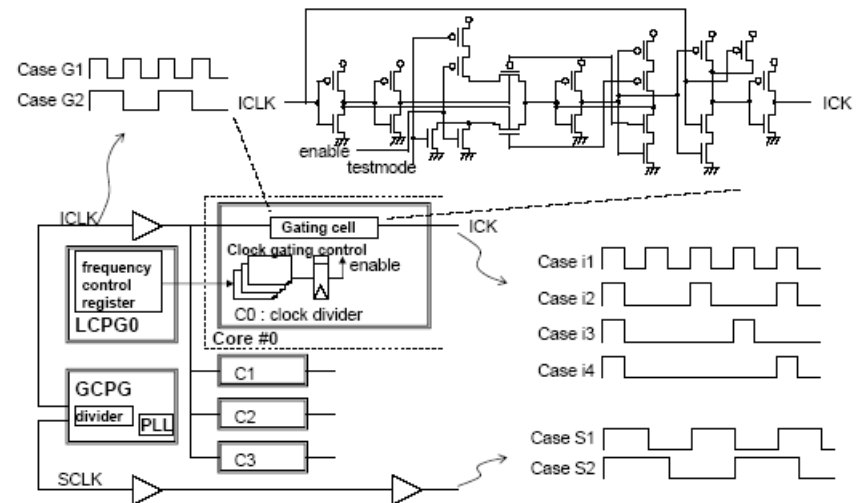 Case G1
Case G2
ICLK
ICK
enable
testmode
ICLK
Gating cell
ICK
Clock gating control
enable
frequency
control
register
LCPG0
C0 : clock divider
Core #0
Case i1
Case i2
Case i3
Case i4
C1
GCPG
divider
PLL
C2
C3
SCLK
Case S1
Case S2